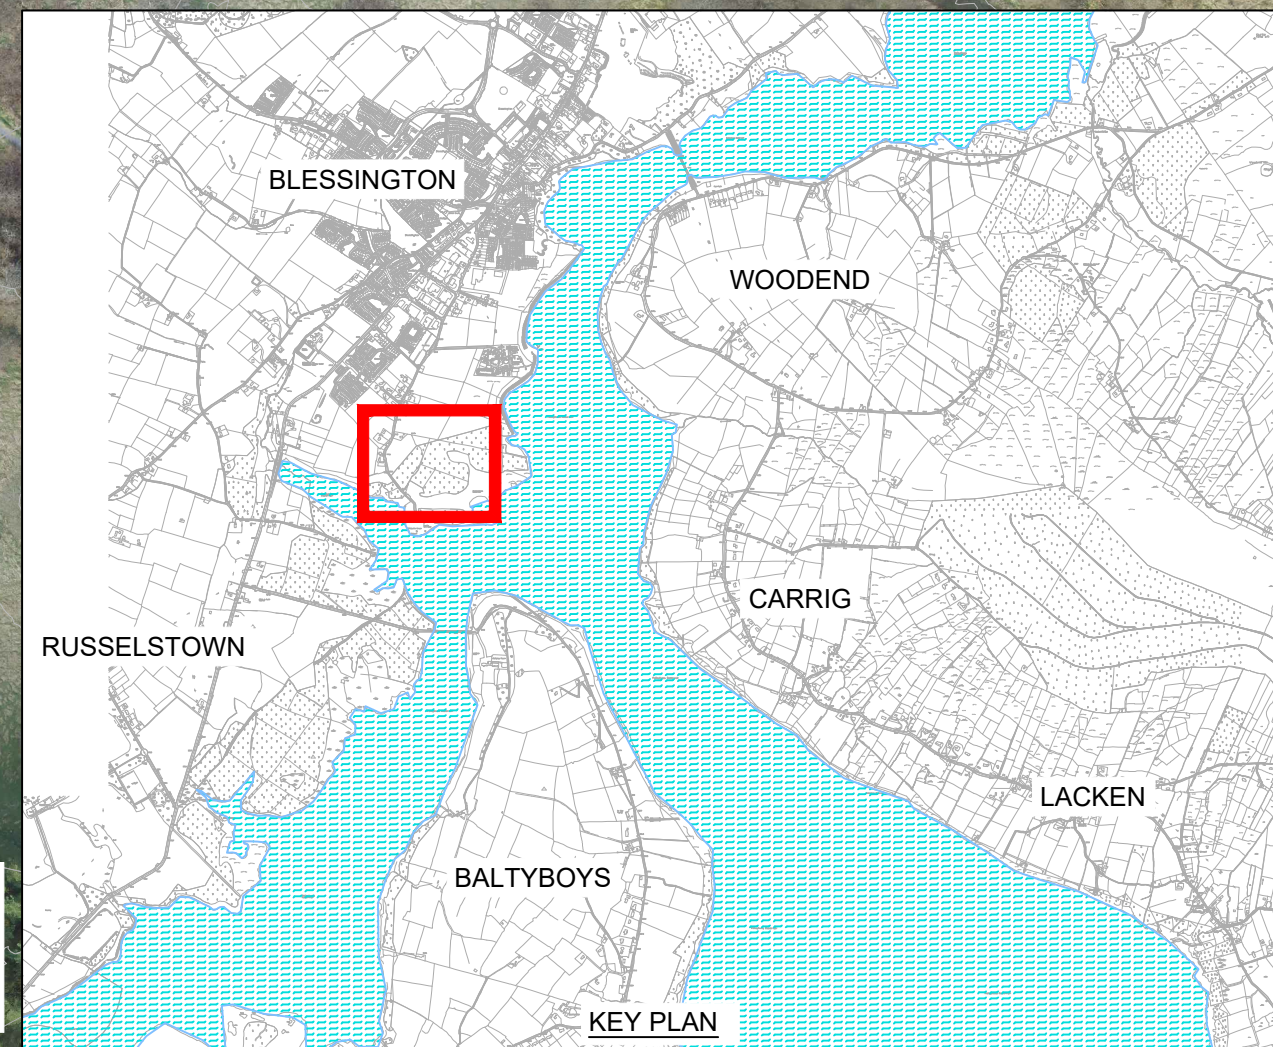 BLESSINGTON
WOODEND
CARRIG
RUSSELSTOWN
LACKEN
BALTYBOYS
KEY PLAN